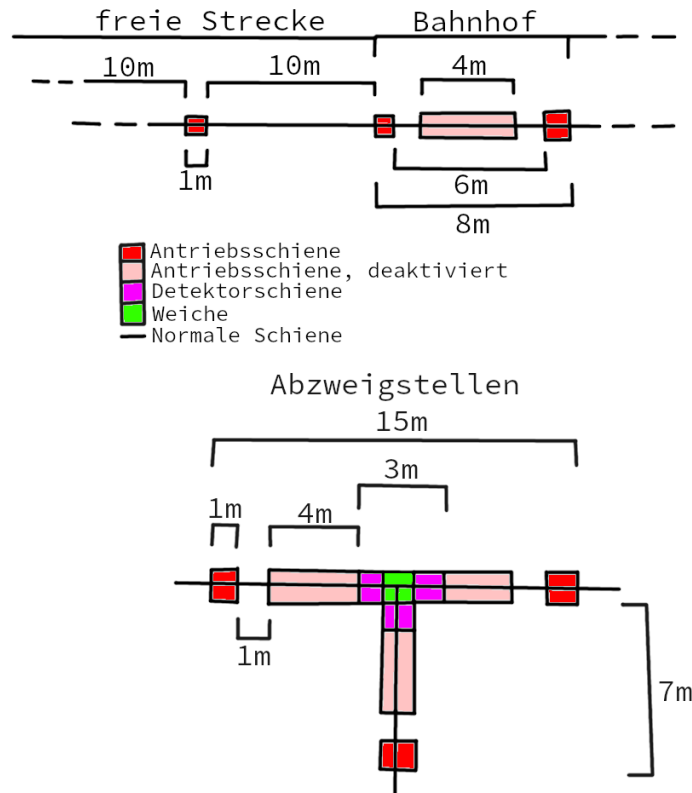 freie Strecke Bahnhof
10m 10m 4m
1m 6m
8m
Antriebsschiene
Antriebsschiene, deaktiviert
Detektorschiene
Weiche
Normale Schiene
Abzweigstellen
15m
3m
1m 4m
1m
7m